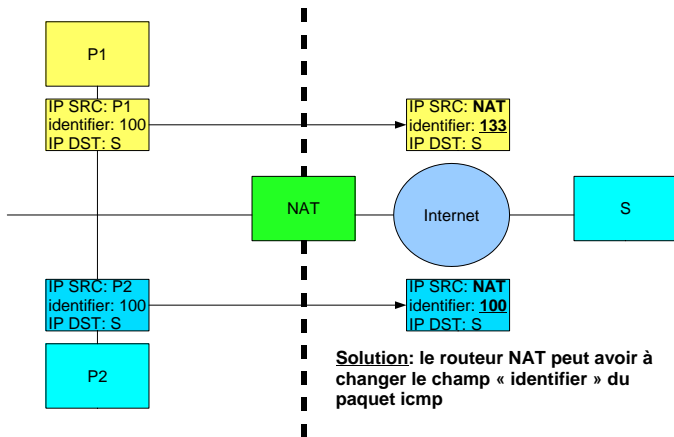 P1
IP SRC: P1
identifier: 100
IP DST: S
IP SRC: NAT
identifier: 133
IP DST: S
NAT
Internet
S
IP SRC: P2
identifier: 100
IP DST: S
IP SRC: NAT
identifier: 100
IP DST: S
P2
Solution: le routeur NAT peut avoir à
changer le champ « identifier » du
paquet icmp